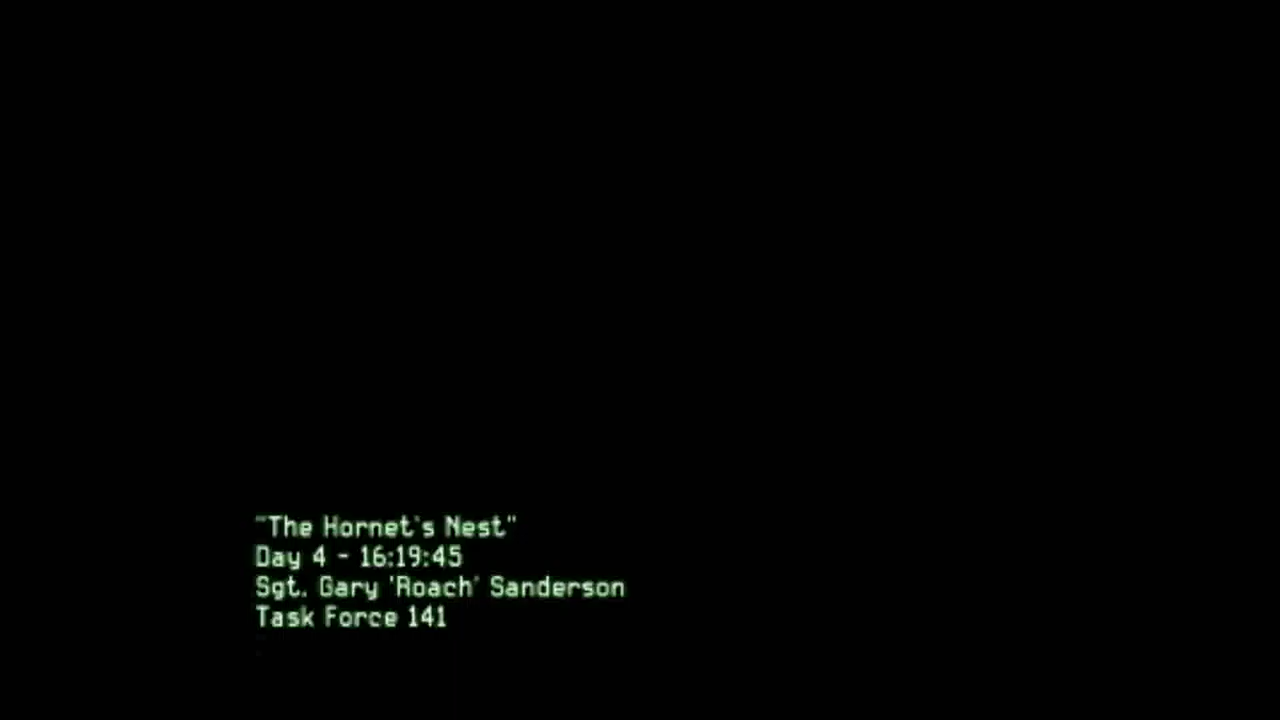 "The Hornet's Nest"
Day 4 - 16:19:45
Sgt. Gary 'Roach' Sanderson
Task Force 141